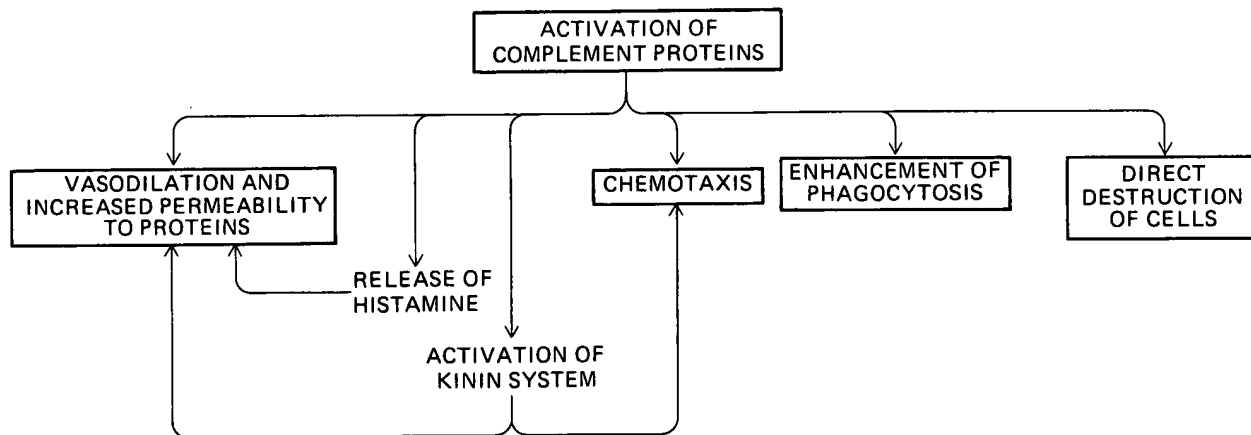 ACTIVATION OF
COMPLEMENT PROTEINS
VASODILATION AND
INCREASED PERMEABILITY
TO PROTEINS
CHEMOTAXIS
ENHANCEMENT OF
PHAGOCYTOSIS
DIRECT
DESTRUCTION
OF CELLS
RELEASE OF
HISTAMINE
ACTIVATION OF
KININ SYSTEM